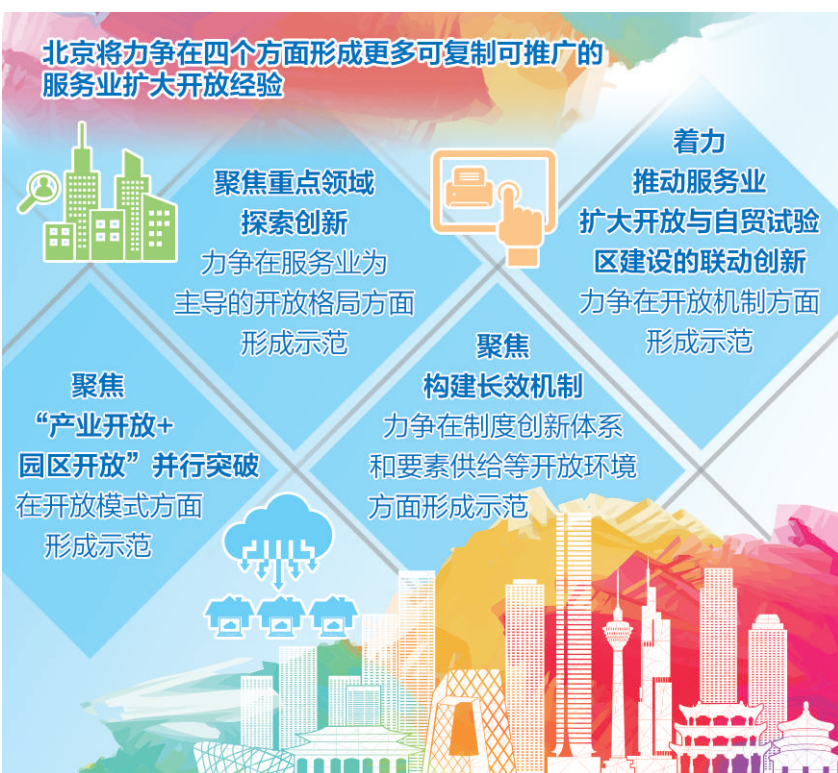 北京将力争在四个方面形成更多可复制可推广的
服务业扩大开放经验
聚焦重点领域
探索创新
力争在服务业为
主导的开放格局方面
形成示范
着力
推动服务业
扩大开放与自贸试验
区建设的联动创新
力争在开放机制方面
形成示范
聚焦
“产业开放+
园区开放”并行突破
在开放模式方面
形成示范
聚焦
构建长效机制
力争在制度创新体系
和要素供给等开放环境
方面形成示范